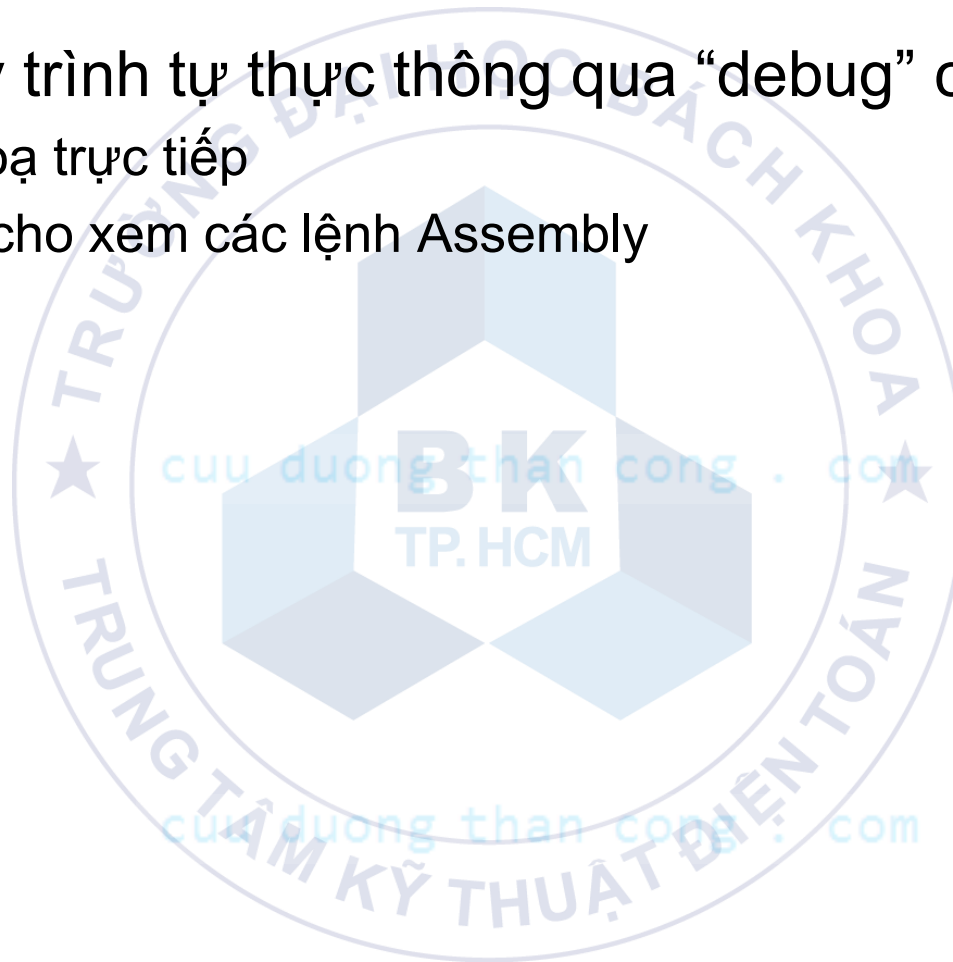 trình tự thực thông qua “debug”
trực tiếp
cho xem các lệnh Assembly
TRƯỜNG ĐẠI HỌC BÁCH KHOA
BK
TP. HCM
cuu duong than cong . com
TRUNG TÂM KỸ THUẬT ĐIỆN TOÁN
cuu duong than cong . com